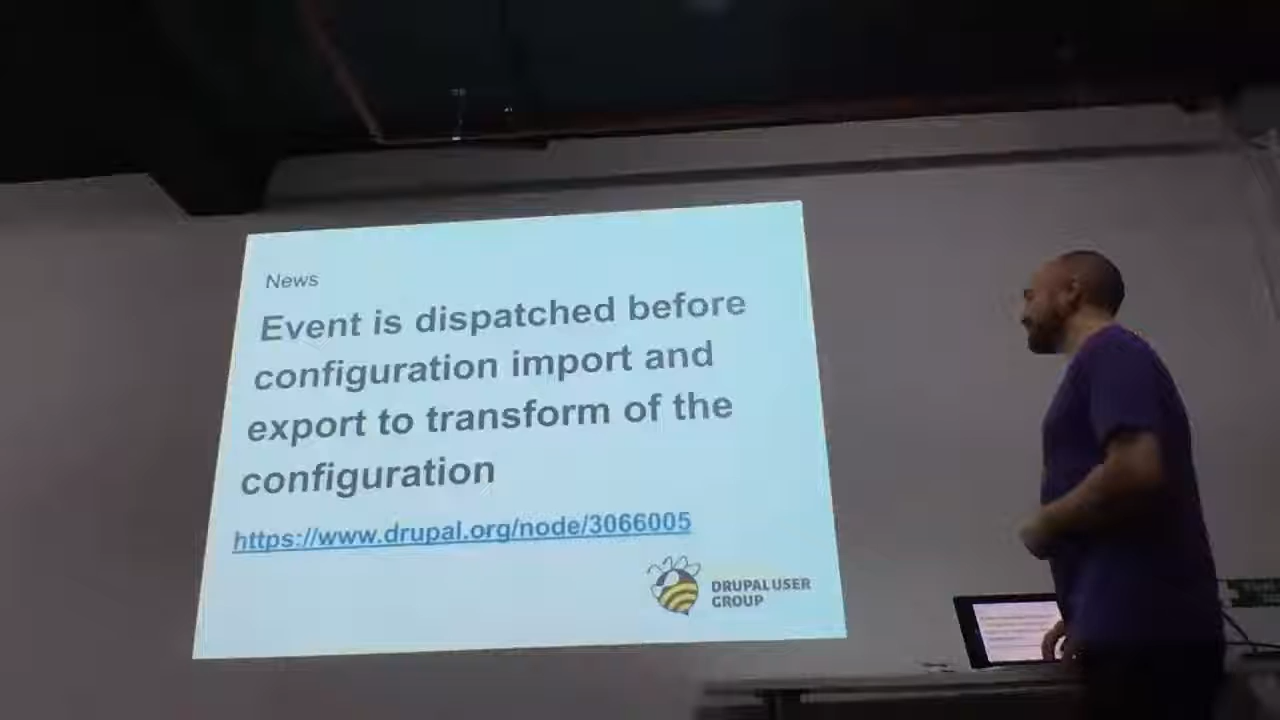 News
Event is dispatched before
configuration import and
export to transform of the
configuration
https://www.drupal.org/node/3066005
DRUPAL USER
GROUP